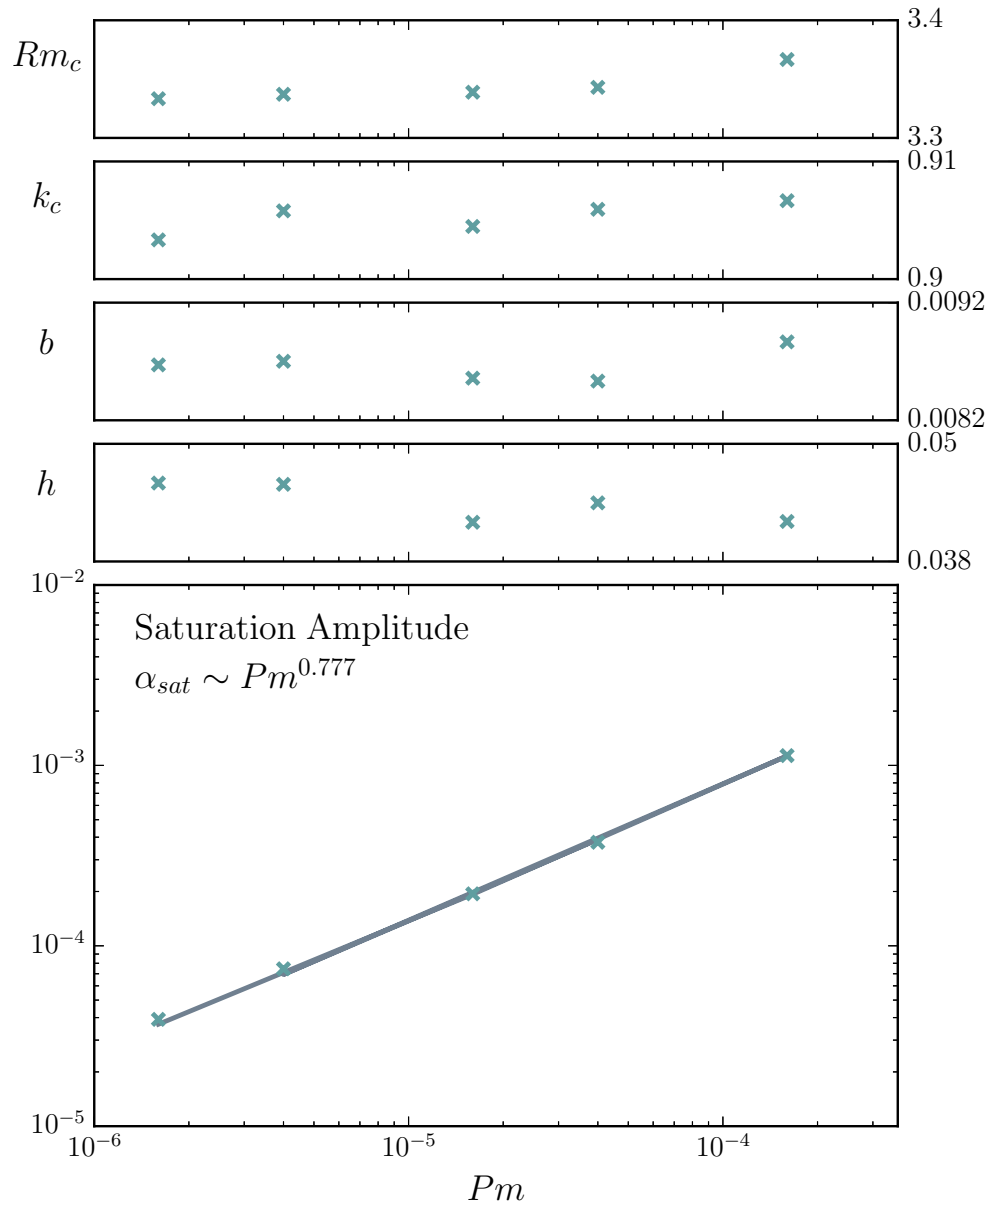 3.4
Rm_c
3.3
0.91
k_c
0.9
0.0092
b
0.0082
0.05
h
0.038
10^{-2}
Saturation Amplitude
α_{sat} ∼ Pm^{0.777}
10^{-3}
10^{-4}
10^{-5}
10^{-6} 10^{-5} 10^{-4}
Pm